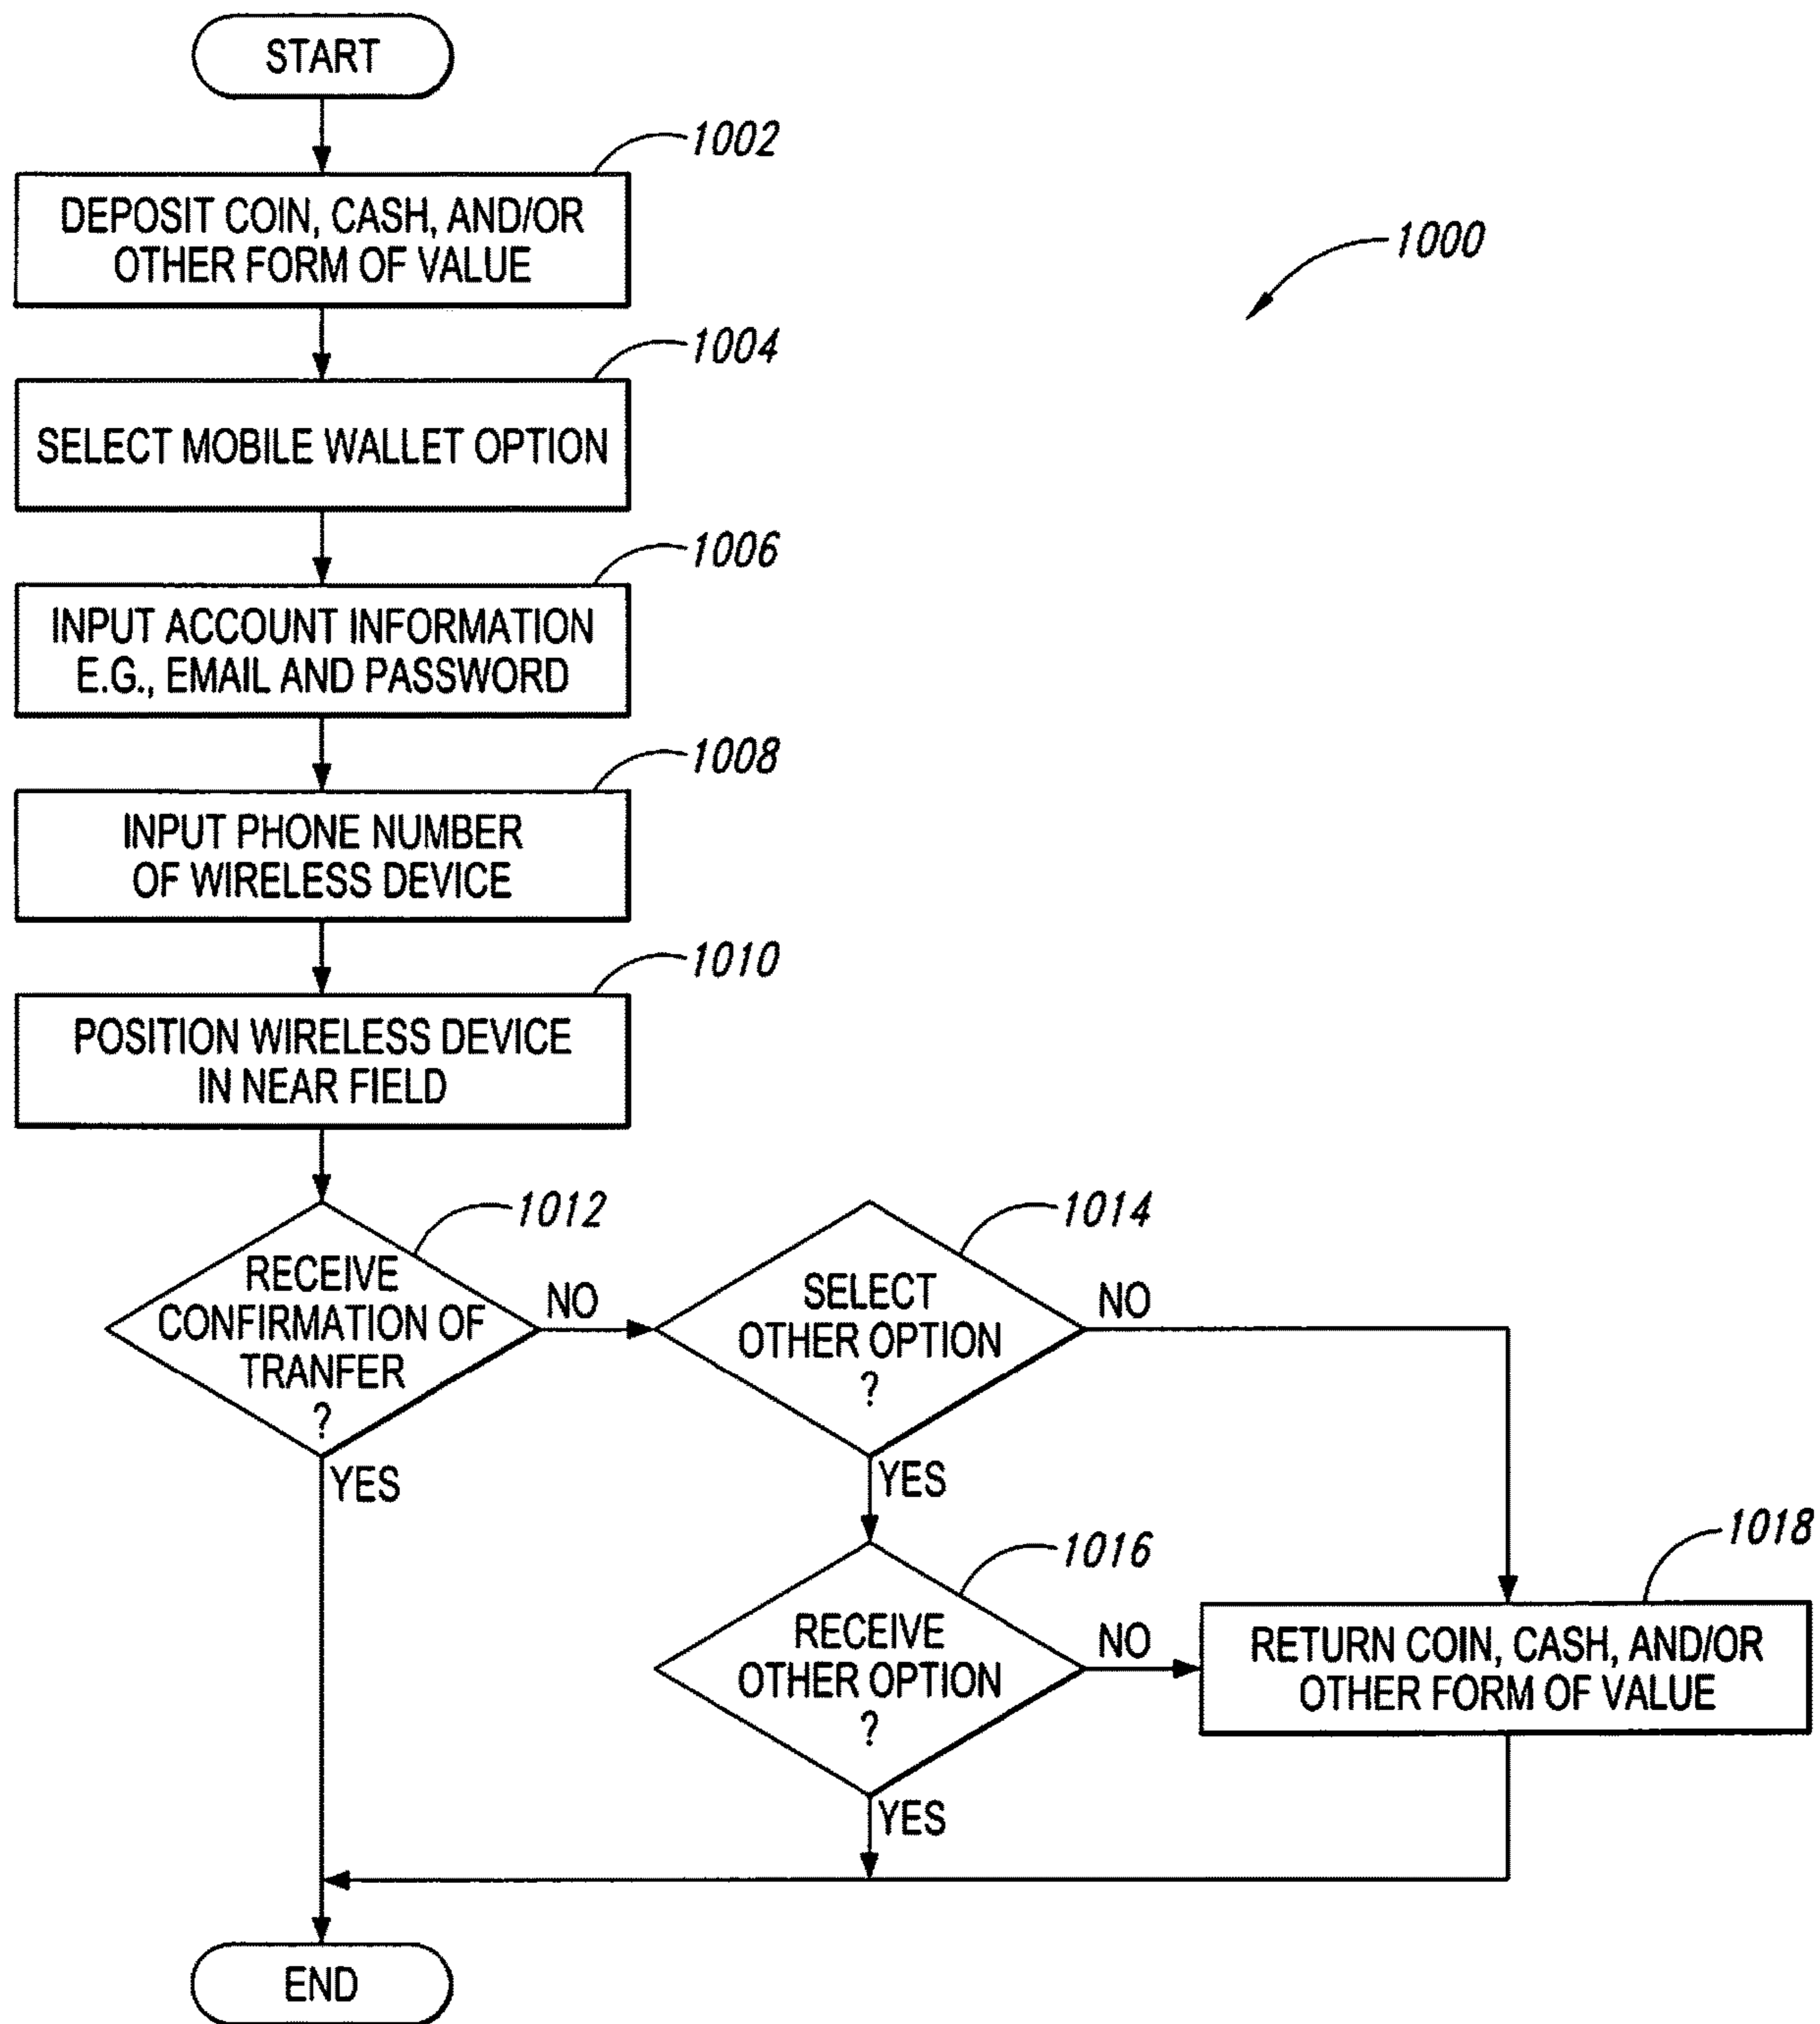 START
1002
DEPOSIT COIN, CASH, AND/OR
OTHER FORM OF VALUE
1000
1004
SELECT MOBILE WALLET OPTION
1006
INPUT ACCOUNT INFORMATION
E.G., EMAIL AND PASSWORD
1008
INPUT PHONE NUMBER
OF WIRELESS DEVICE
1010
POSITION WIRELESS DEVICE
IN NEAR FIELD
1012
RECEIVE
CONFIRMATION OF
TRANFER
?
NO
YES
1014
SELECT
OTHER OPTION
?
NO
YES
1016
RECEIVE
OTHER OPTION
?
NO
YES
1018
RETURN COIN, CASH, AND/OR
OTHER FORM OF VALUE
END